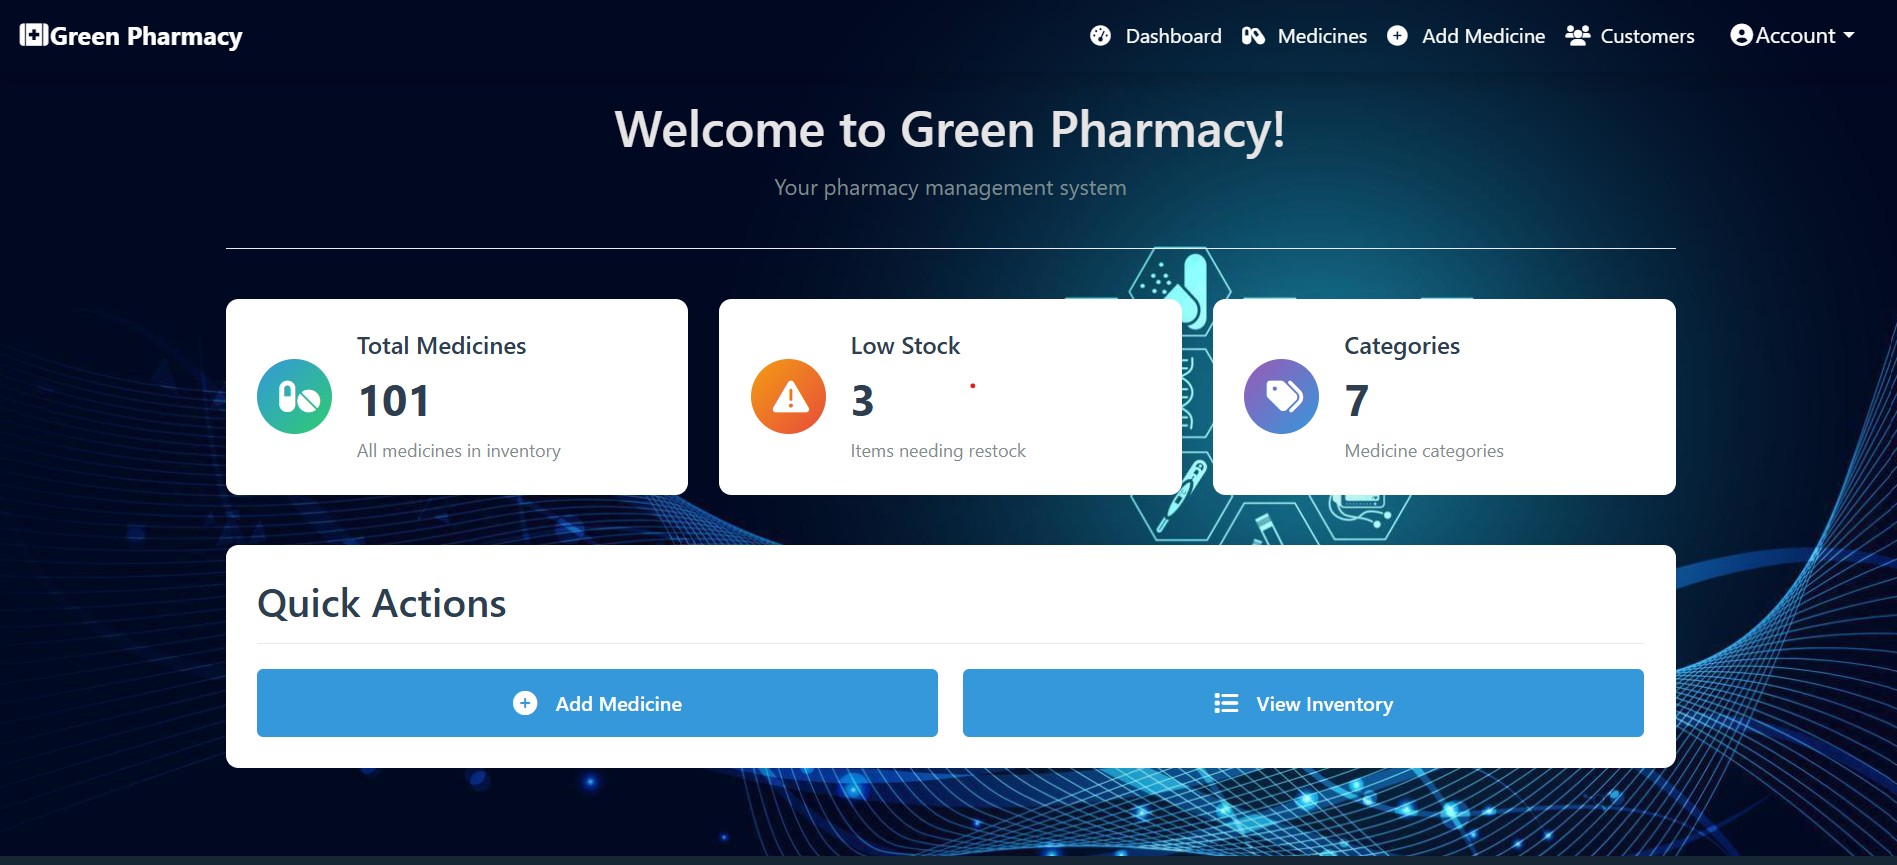 Green Pharmacy
Dashboard Medicines Add Medicine Customers Account
Welcome to Green Pharmacy!
Your pharmacy management system
Total Medicines
101
All medicines in inventory
Low Stock
3
Items needing restock
Categories
7
Medicine categories
Quick Actions
Add Medicine
View Inventory